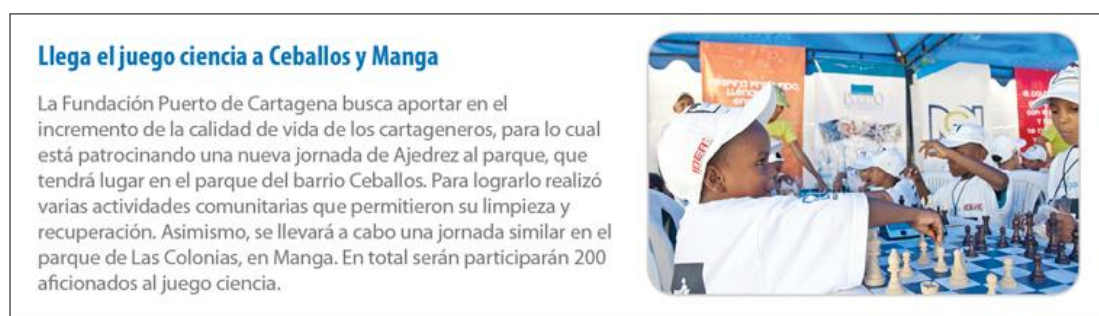 Llega el juego ciencia a Ceballos y Manga
La Fundación Puerto de Cartagena busca aportar en el
incremento de la calidad de vida de los cartageneros, para lo cual
está patrocinando una nueva jornada de Ajedrez al parque, que
tendrá lugar en el parque del barrio Ceballos. Para lograrlo realizó
varias actividades comunitarias que permitieron su limpieza y
recuperación. Asimismo, se llevará a cabo una jornada similar en el
parque de Las Colonias, en Manga. En total serán participarán 200
aficionados al juego ciencia.
IDER